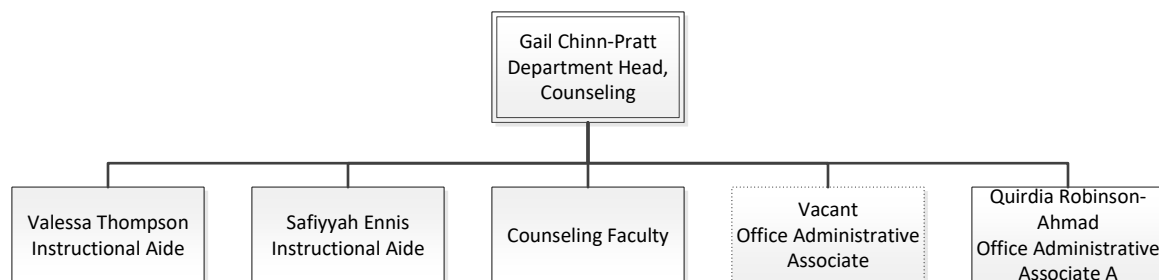 Gail Chinn-Pratt
Department Head,
Counseling
Valessa Thompson
Instructional Aide
Safiyyah Ennis
Instructional Aide
Counseling Faculty
Vacant
Office Administrative
Associate
Quirdia Robinson-
Ahmad
Office Administrative
Associate A